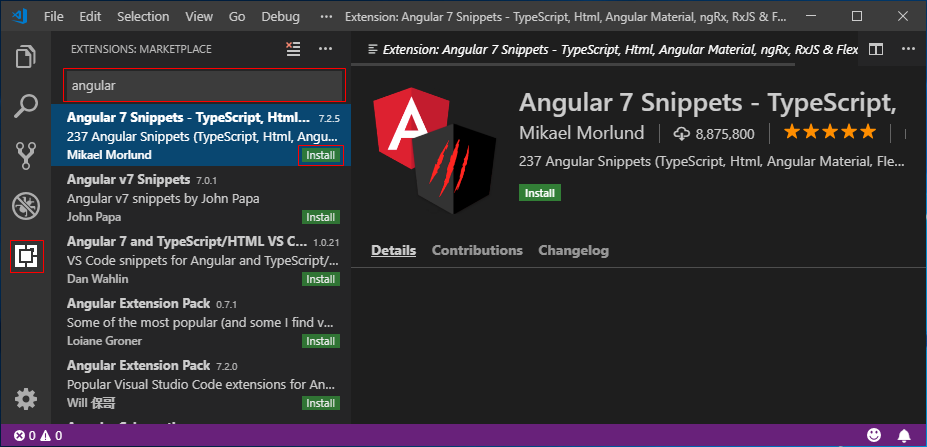 File Edit Selection View Go Debug ··· Extension: Angular 7 Snippets - TypeScript, Html, Angular Material, ngRx, RxJS & F...
EXTENSIONS: MARKETPLACE
Extension: Angular 7 Snippets - TypeScript, Html, Angular Material, ngRx, RxJS & Flex
angular
Angular 7 Snippets - TypeScript, Html... 7.2.5
237 Angular Snippets (TypeScript, Html, Angu...
Mikael Morlund Install
Angular v7 Snippets 7.0.1
Angular v7 snippets by John Papa
John Papa Install
Angular 7 and TypeScript/HTML VS C... 1.0.21
VS Code snippets for Angular and TypeScript/...
Dan Wahlin Install
Angular Extension Pack 0.7.1
Some of the most popular (and some I find v...
Loiane Groner Install
Angular Extension Pack 7.2.0
Popular Visual Studio Code extensions for An...
Will 保哥 Install
Angular 7 Snippets - TypeScript,
Mikael Morlund 8,875,800
237 Angular Snippets (TypeScript, Html, Angular Material, Fle...
Install
Details Contributions Changelog
0 0